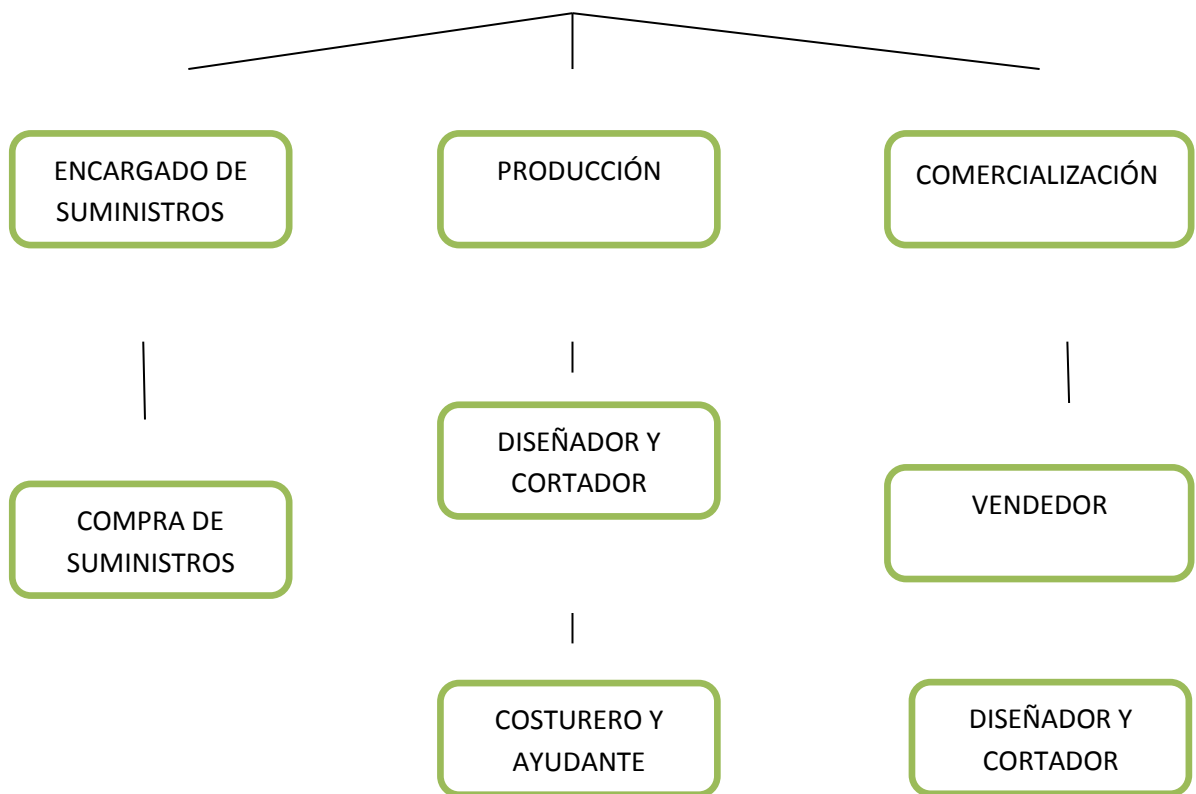 ENCARGADO DE
SUMINISTROS
PRODUCCIÓN
COMERCIALIZACIÓN
DISEÑADOR Y
CORTADOR
COMPRA DE
SUMINISTROS
VENDEDOR
COSTURERO Y
AYUDANTE
DISEÑADOR Y
CORTADOR